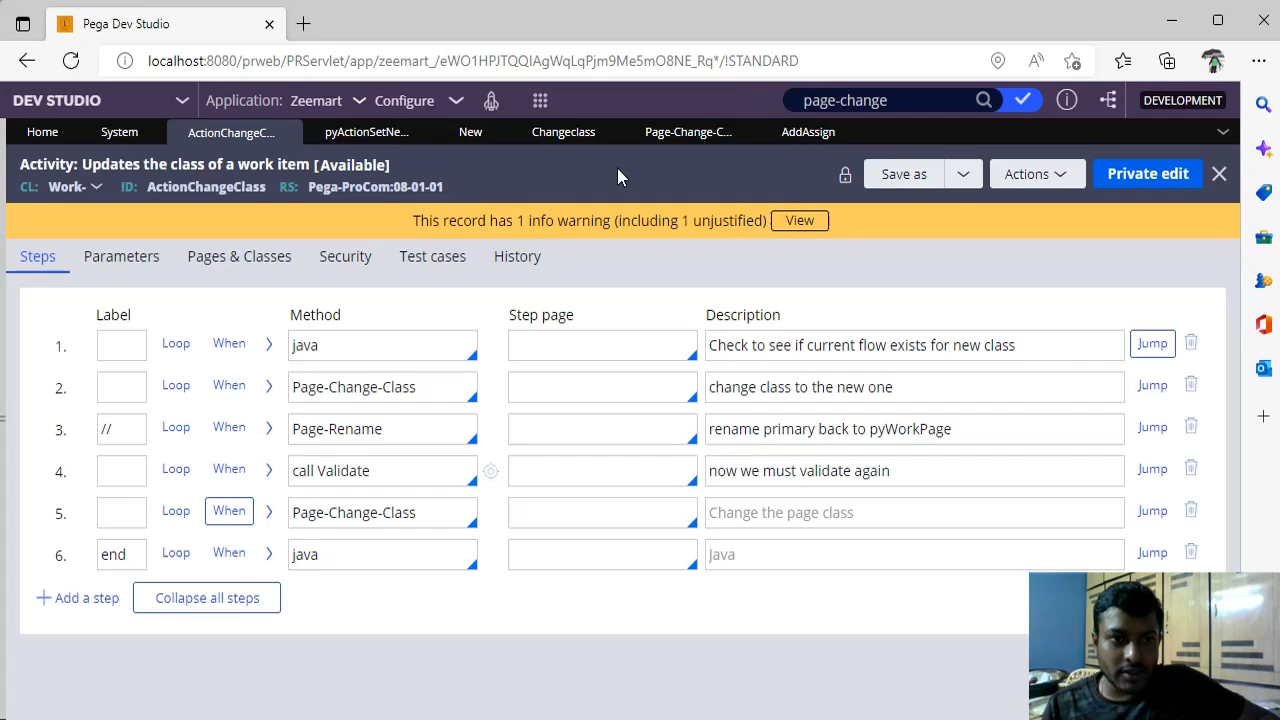 Pega Dev Studio
localhost:8080/prweb/PRServlet/app/zeemart_/eWO1HPJTQQIAgWqLqPjm9Me5mO8NE_Rq*/!STANDARD
DEV STUDIO
Application: Zeemart
Configure
page-change
DEVELOPMENT
Home
System
ActionChangeC...
pyActionSetNe...
New
Changeclass
Page-Change-C...
AddAssign
Activity: Updates the class of a work item [Available]
CL: Work-
ID: ActionChangeClass
RS: Pega-ProCom:08-01-01
Save as
Actions
Private edit
This record has 1 info warning (including 1 unjustified)
View
Steps
Parameters
Pages & Classes
Security
Test cases
History
Label
Method
Step page
Description
1. Loop When java Check to see if current flow exists for new class Jump
2. Loop When Page-Change-Class change class to the new one Jump
3. // Loop When Page-Rename rename primary back to pyWorkPage Jump
4. Loop When call Validate now we must validate again Jump
5. Loop When Page-Change-Class Change the page class Jump
6. end Loop When java Java Jump
Add a step
Collapse all steps